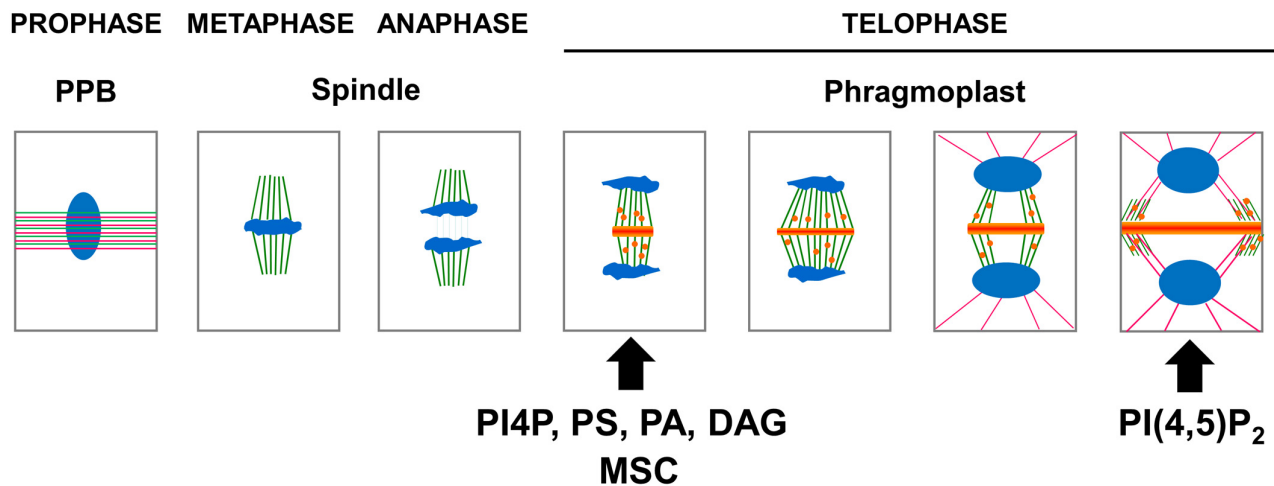 PROPHASE METAPHASE ANAPHASE TELOPHASE
PPB Spindle Phragmoplast
PI4P, PS, PA, DAG PI(4,5)P₂
MSC